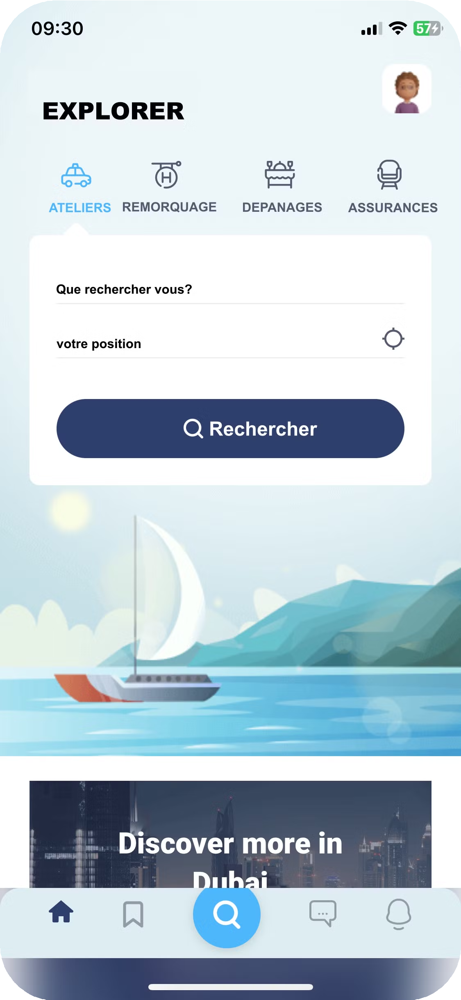 09:30
57
EXPLORER
ATELIERS REMORQUAGE DEPANAGES ASSURANCES
Que rechercher vous?
votre position
Rechercher
Discover more in
Dubai